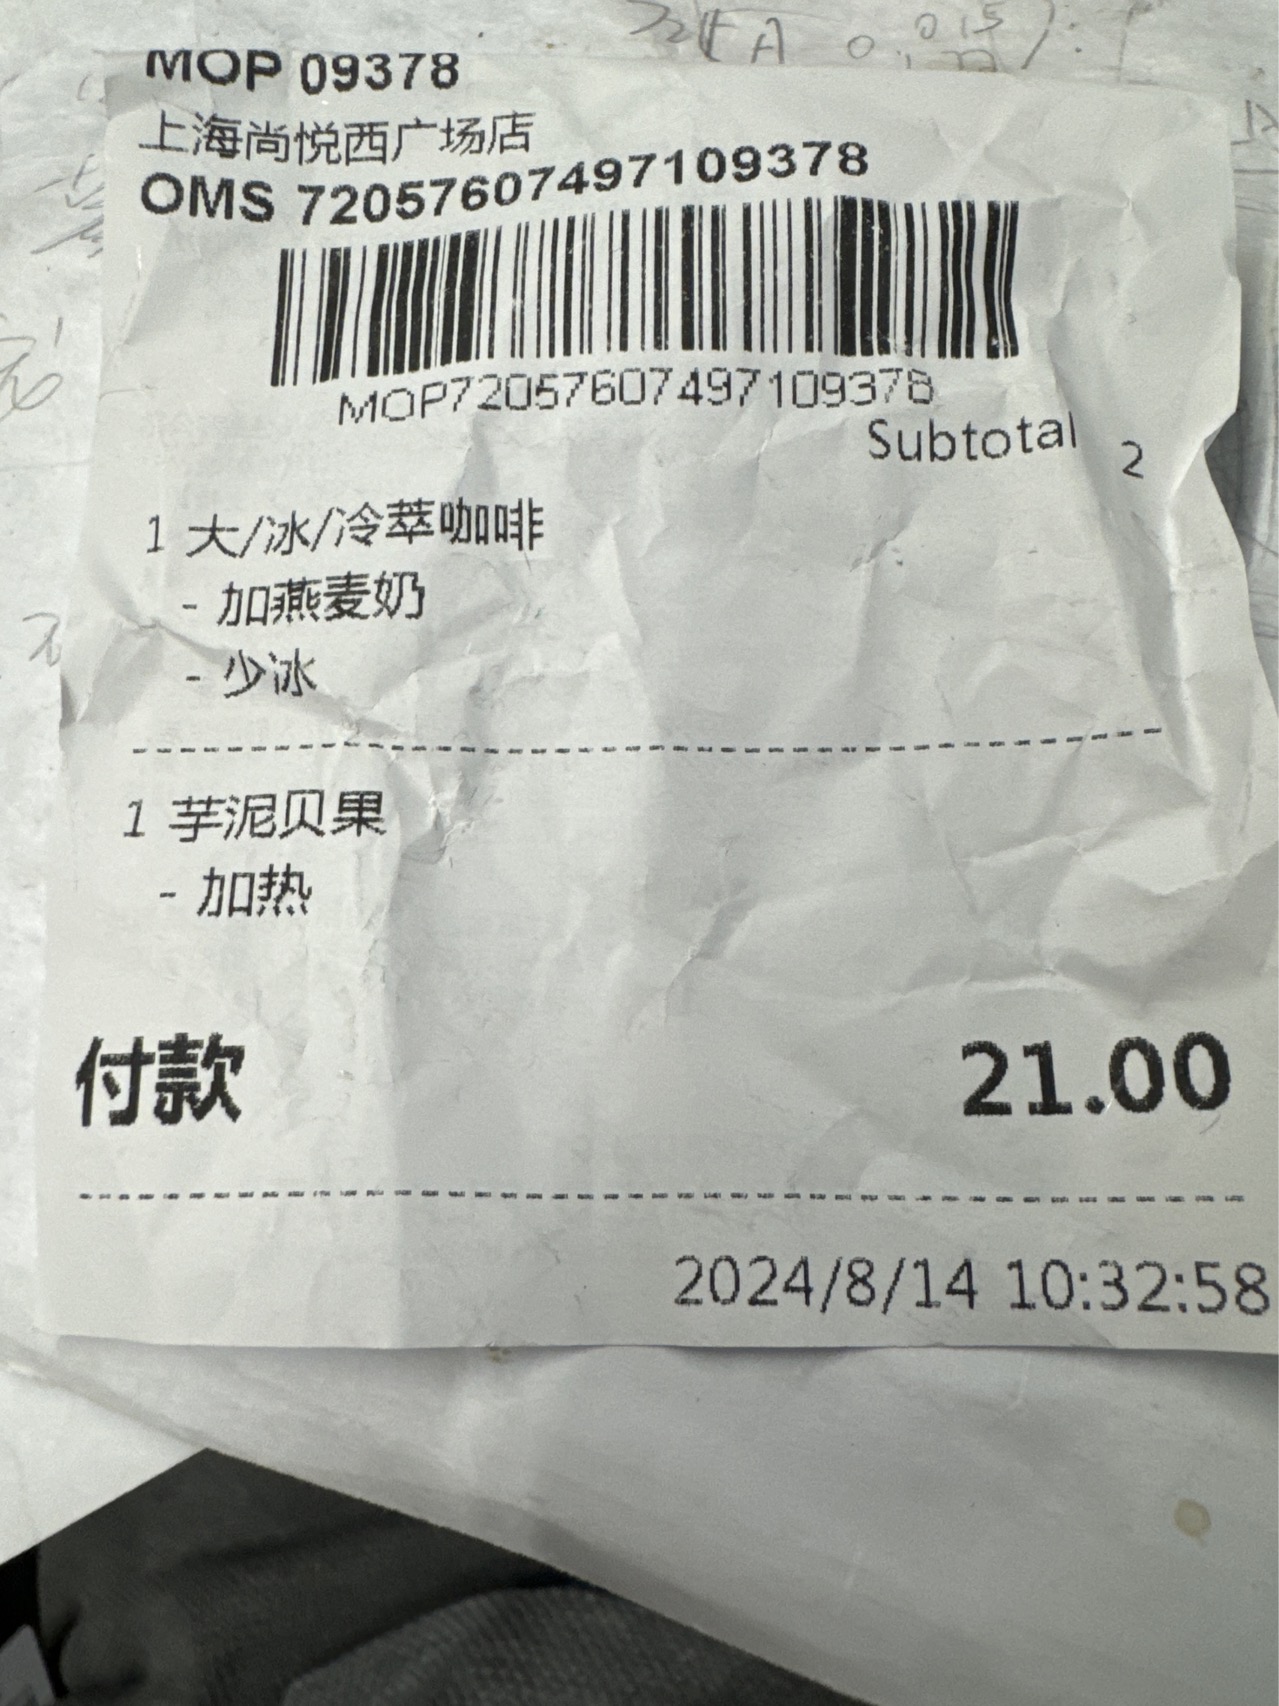 MOP 09378
上海尚悦西广场店
OMS 72057607497109378
MOP72057607497109378
Subtotal 2
1 大/冰/冷萃咖啡
- 加燕麦奶
- 少冰
1 芋泥贝果
- 加热
付款 21.00
2024/8/14 10:32:58